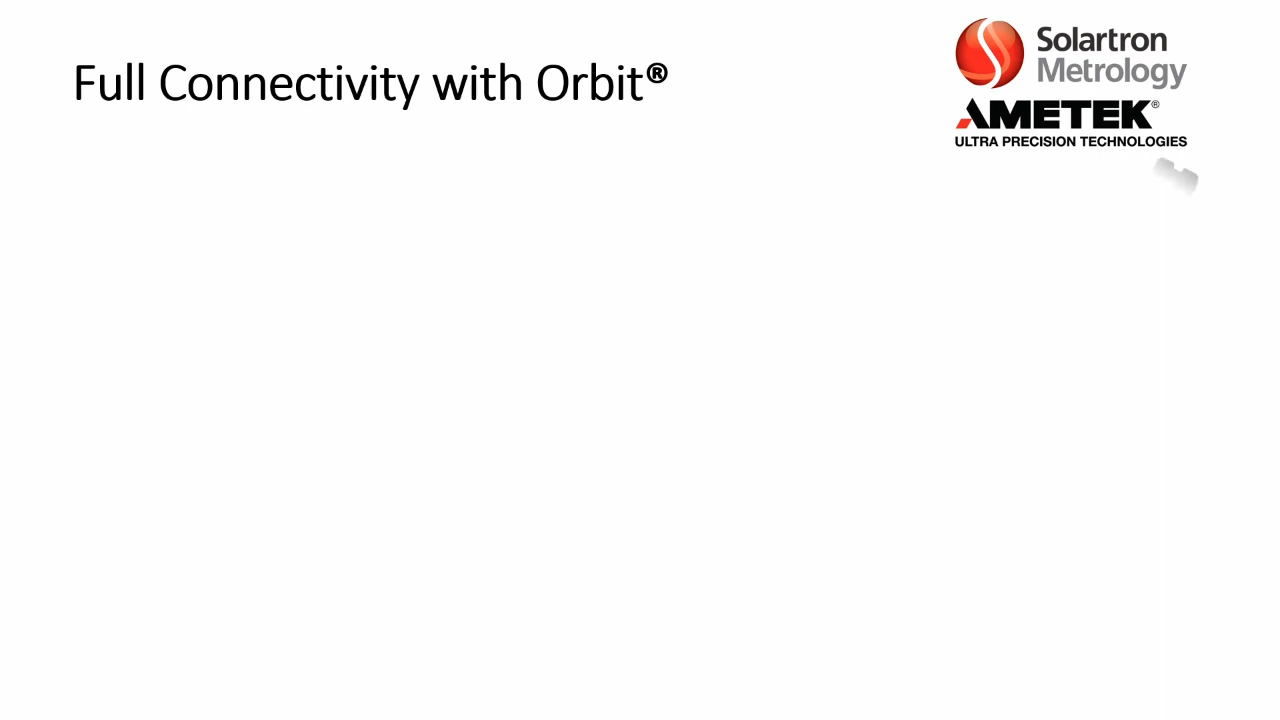 Full Connectivity with Orbit®
Solartron
Metrology
AMETEK®
ULTRA PRECISION TECHNOLOGIES